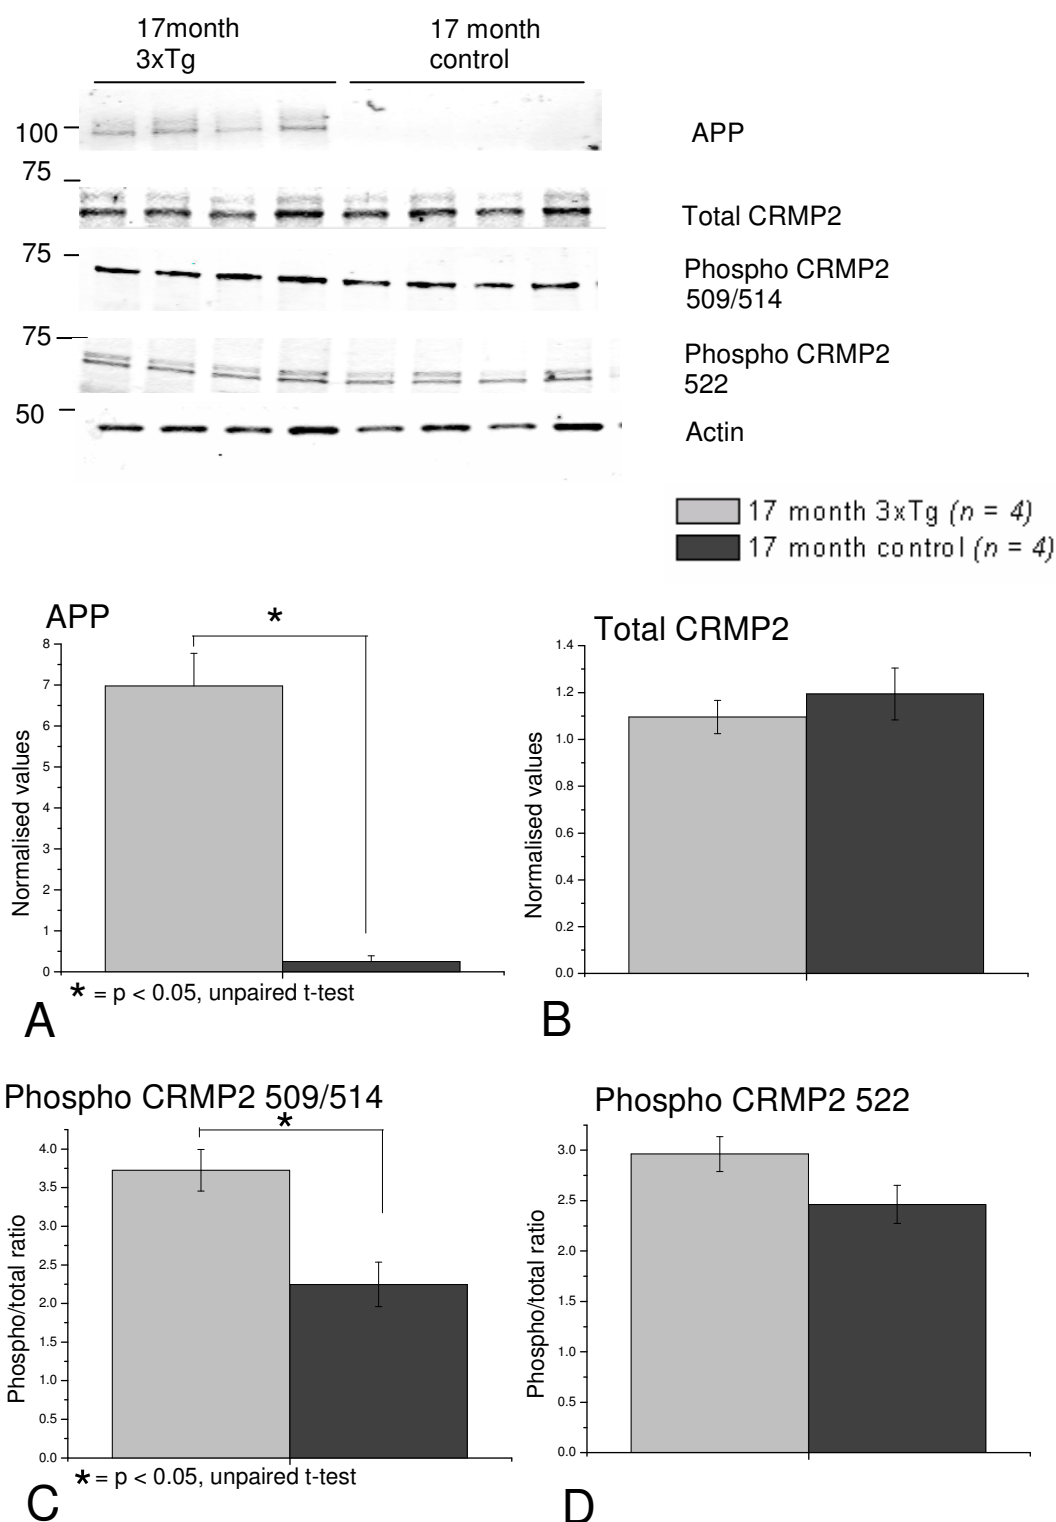 17month
3xTg
17 month
control
100
APP
75
Total CRMP2
75
Phospho CRMP2
509/514
75
Phospho CRMP2
522
50
Actin
17 month 3xTg (n = 4)
17 month control (n = 4)
APP
*
8
7
6
5
4
3
2
1
0
Normalised values
* = p < 0.05, unpaired t-test
A
Total CRMP2
1.4
1.2
1.0
0.8
0.6
0.4
0.2
0.0
Normalised values
B
Phospho CRMP2 509/514
*
4.0
3.5
3.0
2.5
2.0
1.5
1.0
0.5
0.0
Phospho/total ratio
* = p < 0.05, unpaired t-test
C
Phospho CRMP2 522
3.0
2.5
2.0
1.5
1.0
0.5
0.0
Phospho/total ratio
D